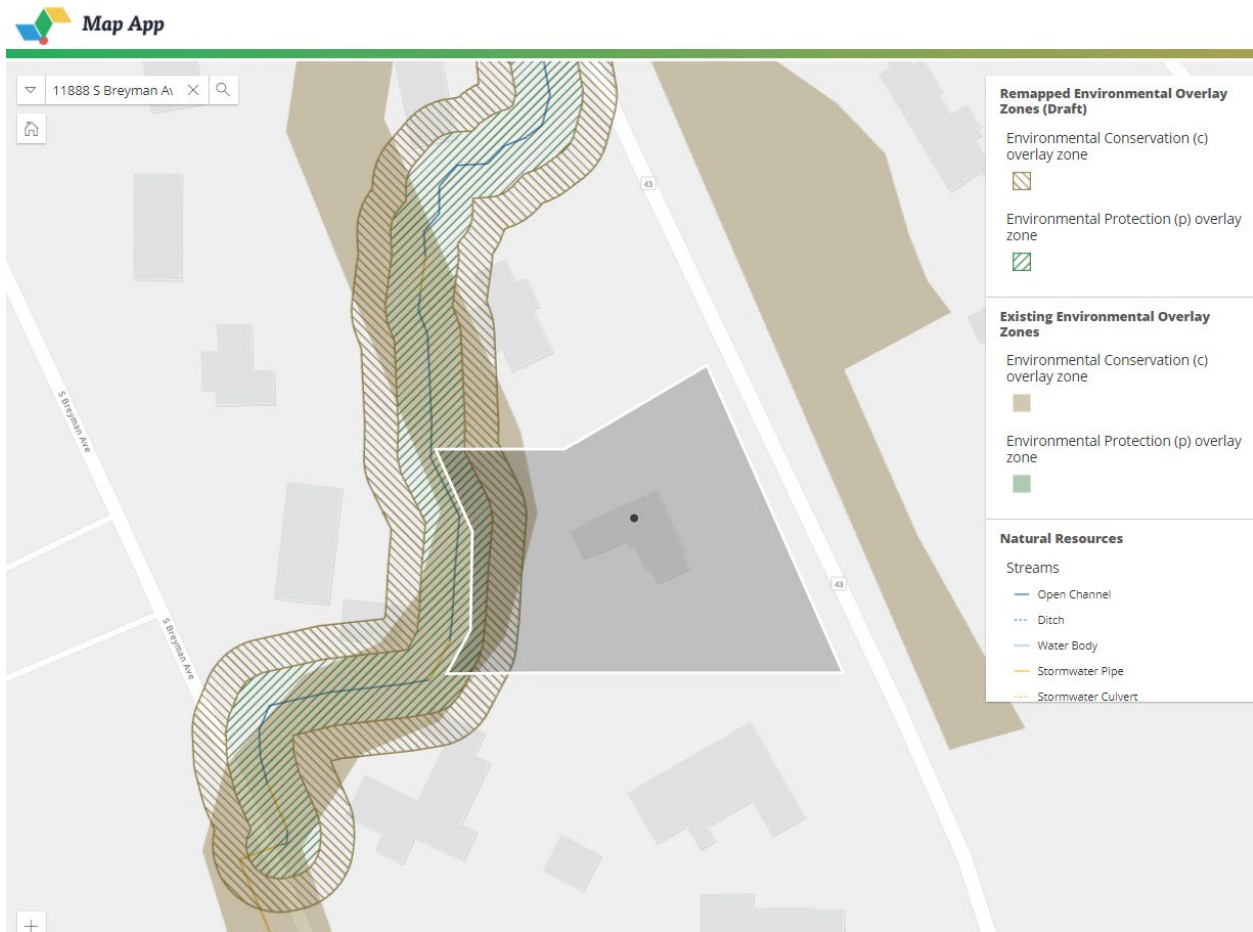 Map App
11888 S Breyman Av
Remapped Environmental Overlay
Zones (Draft)
Environmental Conservation (c)
overlay zone
Environmental Protection (p) overlay
zone
Existing Environmental Overlay
Zones
Environmental Conservation (c)
overlay zone
Environmental Protection (p) overlay
zone
Natural Resources
Streams
Open Channel
Ditch
Water Body
Stormwater Pipe
Stormwater Culvert
43
S Breyman Ave
43
S Breyman Ave